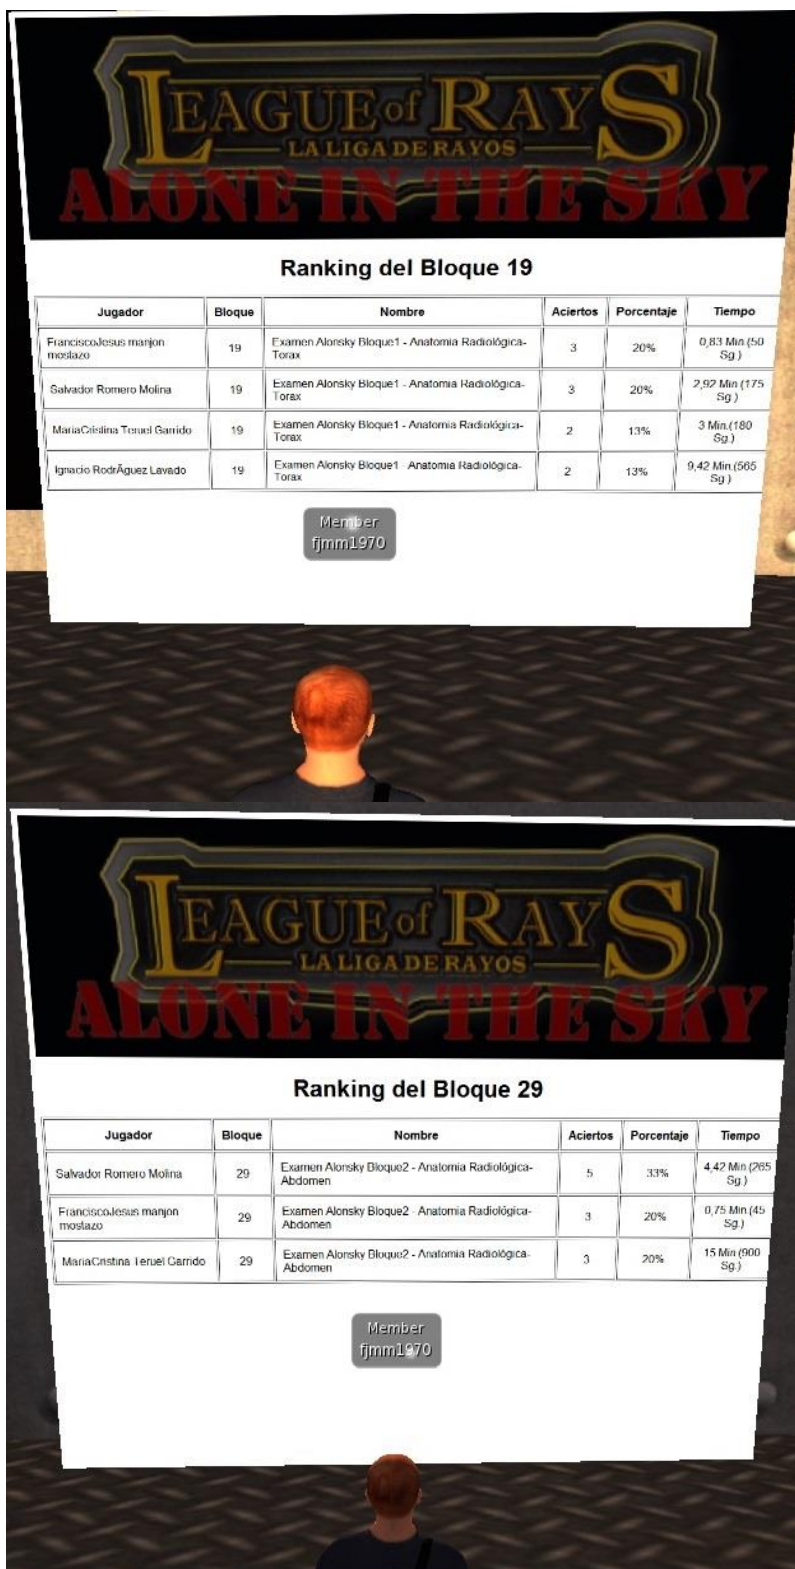 LEAGUE of RAYS
LA LIGA DE RAYOS
ALONE IN THE SKY
Ranking del Bloque 19
Jugador Bloque Nombre Aciertos Porcentaje Tiempo
FranciscoJesus manjon mostazo 19 Examen Alonsky Bloque1 - Anatomia Radiológica-Torax 3 20% 0,83 Min.(50 Sg.)
Salvador Romero Molina 19 Examen Alonsky Bloque1 - Anatomia Radiológica-Torax 3 20% 2,92 Min.(175 Sg.)
MariaCristina Teruel Garrido 19 Examen Alonsky Bloque1 - Anatomia Radiológica-Torax 2 13% 3 Min.(180 Sg.)
Ignacio RodrÃguez Lavado 19 Examen Alonsky Bloque1 - Anatomia Radiológica-Torax 2 13% 9,42 Min.(565 Sg.)
Member
fjmm1970
LEAGUE of RAYS
LA LIGA DE RAYOS
ALONE IN THE SKY
Ranking del Bloque 29
Jugador Bloque Nombre Aciertos Porcentaje Tiempo
Salvador Romero Molina 29 Examen Alonsky Bloque2 - Anatomia Radiológica-Abdomen 5 33% 4,42 Min.(265 Sg.)
FranciscoJesus manjon mostazo 29 Examen Alonsky Bloque2 - Anatomia Radiológica-Abdomen 3 20% 0,75 Min.(45 Sg.)
MariaCristina Teruel Garrido 29 Examen Alonsky Bloque2 - Anatomia Radiológica-Abdomen 3 20% 15 Min.(900 Sg.)
Member
fjmm1970